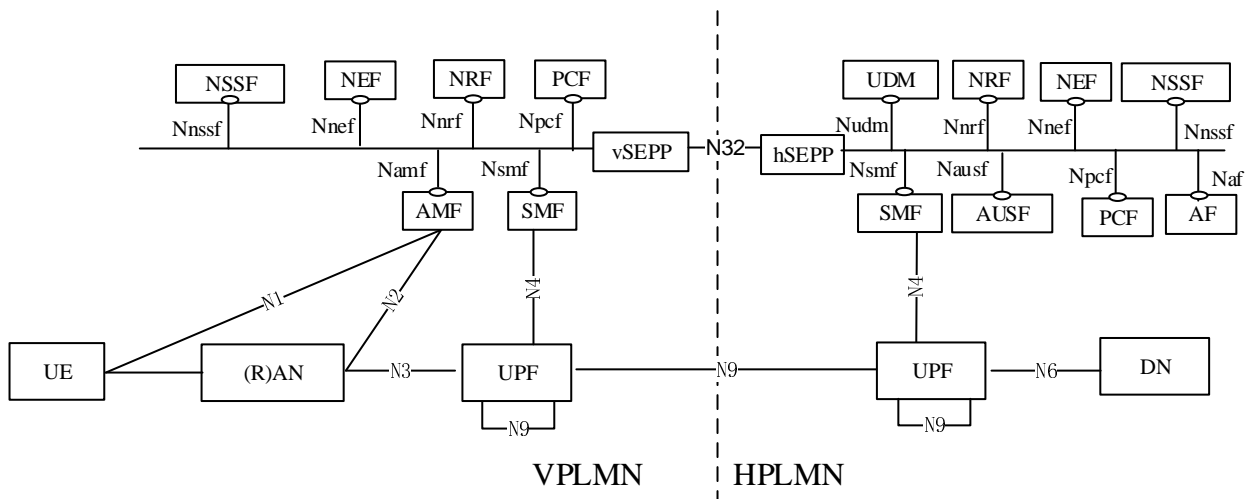 NSSF NEF NRF PCF UDM NRF NEF NSSF
Nnssf Nnef Nnrf Npcf Nudm Nnrf Nnef Nnssf
vSEPP N32 hSEPP
Namf Nsmf Nsmf Nausf Npcf Naf
AMF SMF SMF AUSF PCF AF
N1 N2 N4 N4
UE (R)AN N3 UPF N9 UPF N6 DN
N9 N9
VPLMN HPLMN